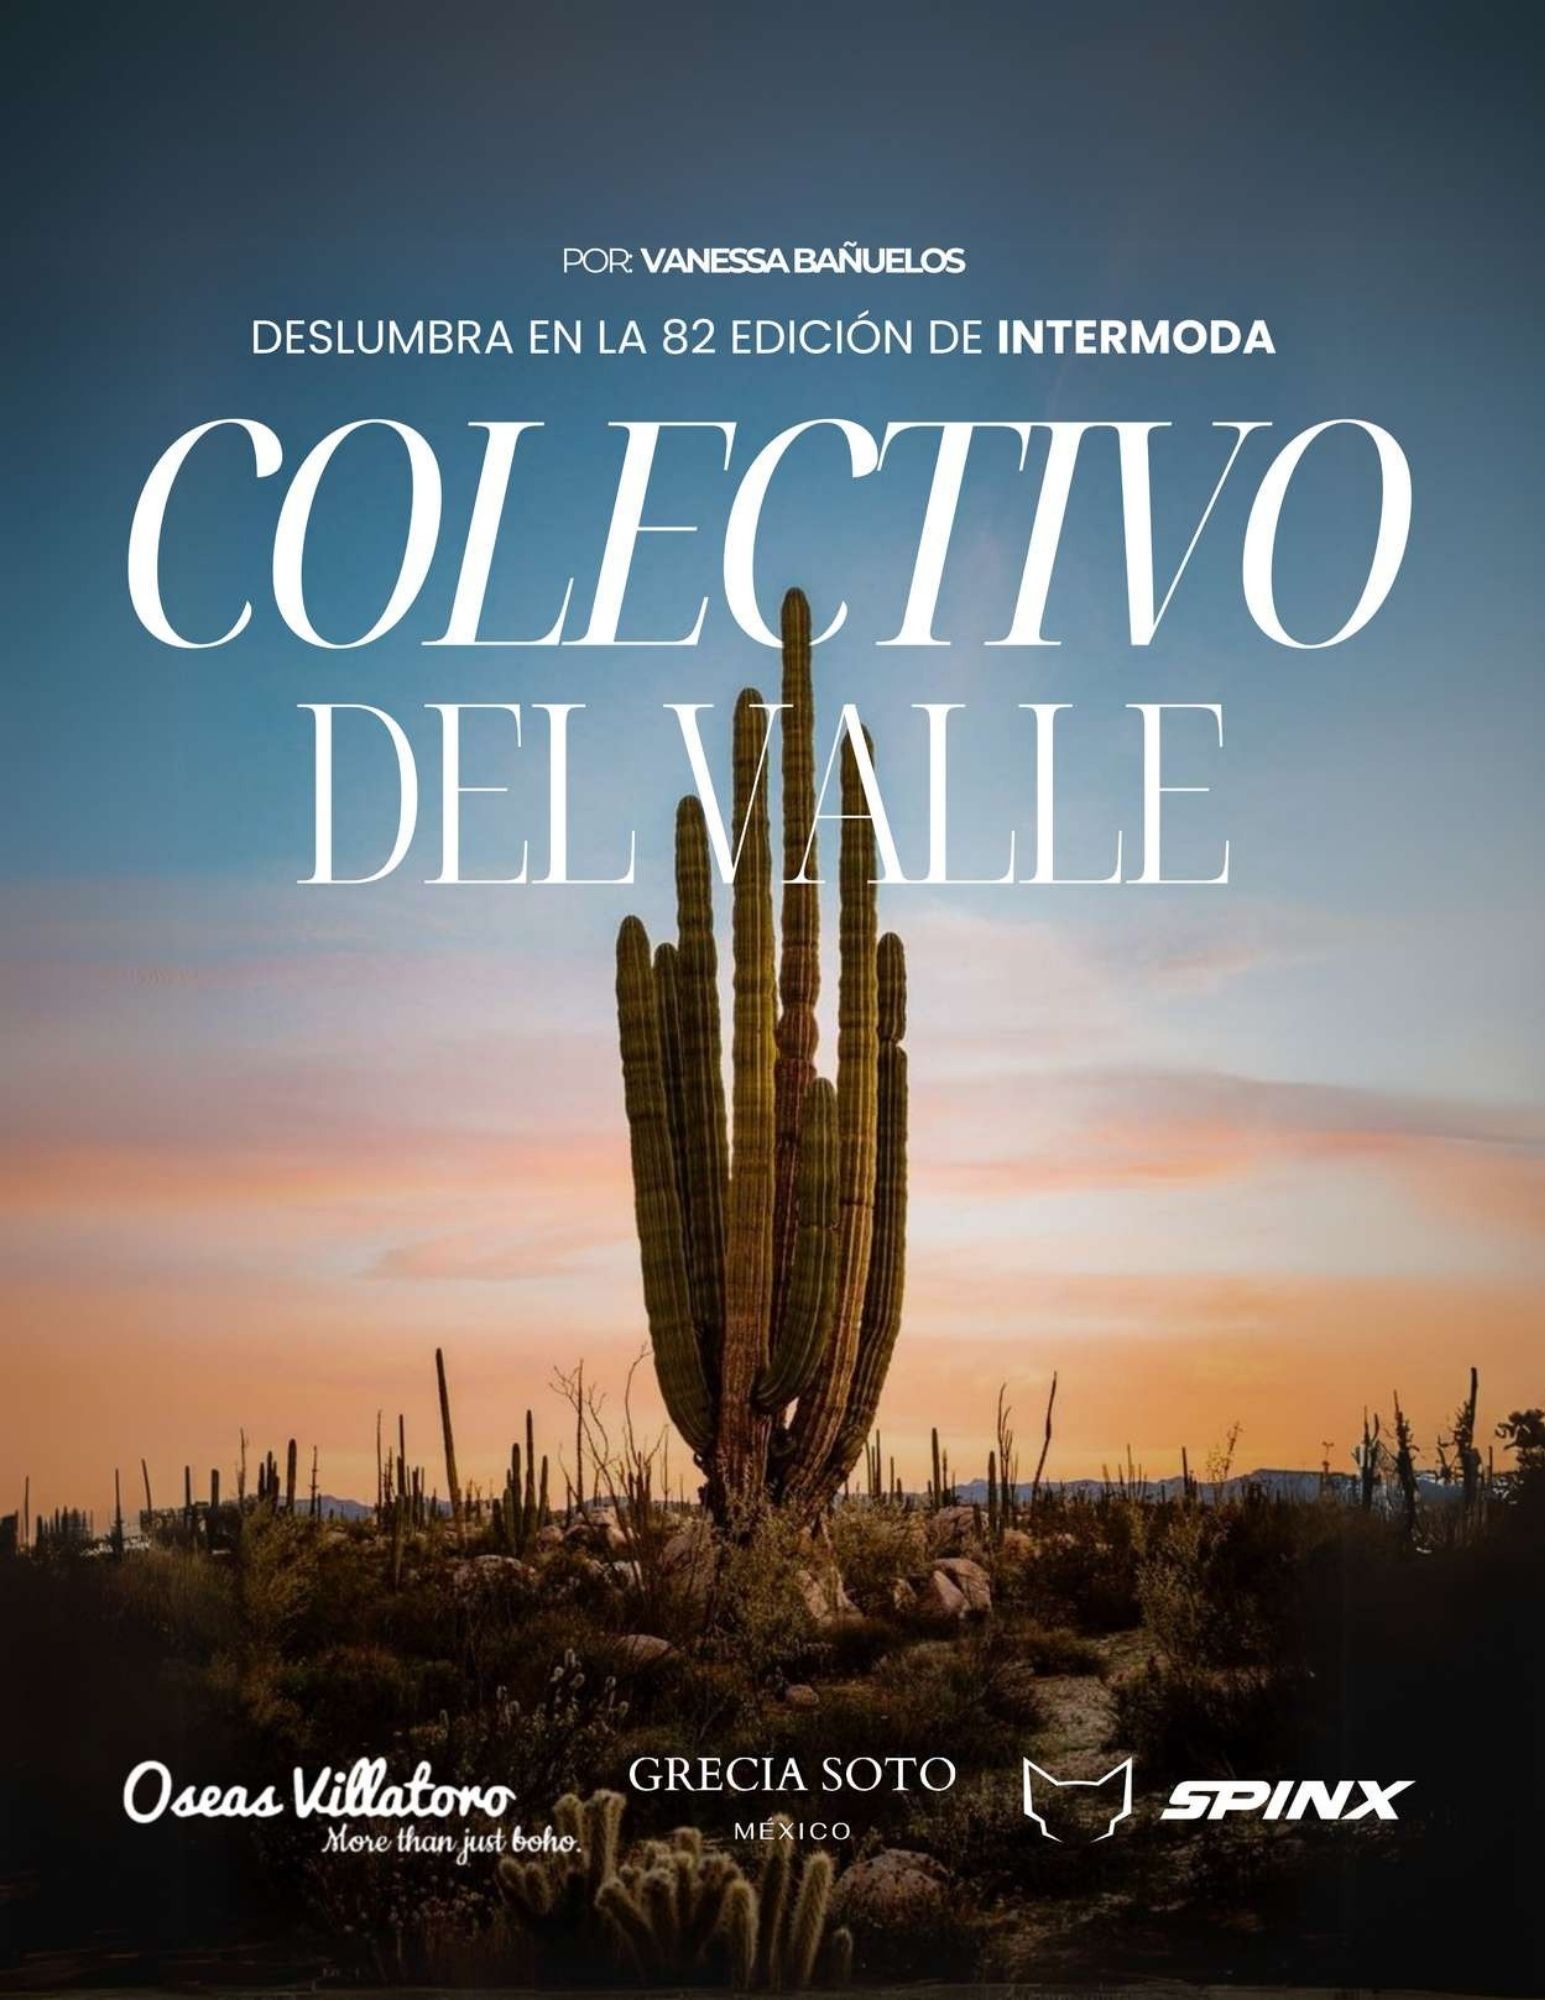 POR: VANESSA BAÑUELOS
DESLUMBRA EN LA 82 EDICIÓN DE INTERMODA
COLECTIVO
DEL VALLE
Oseas Villatoro
More than just boho.
GRECIA SOTO
MÉXICO
SPINX